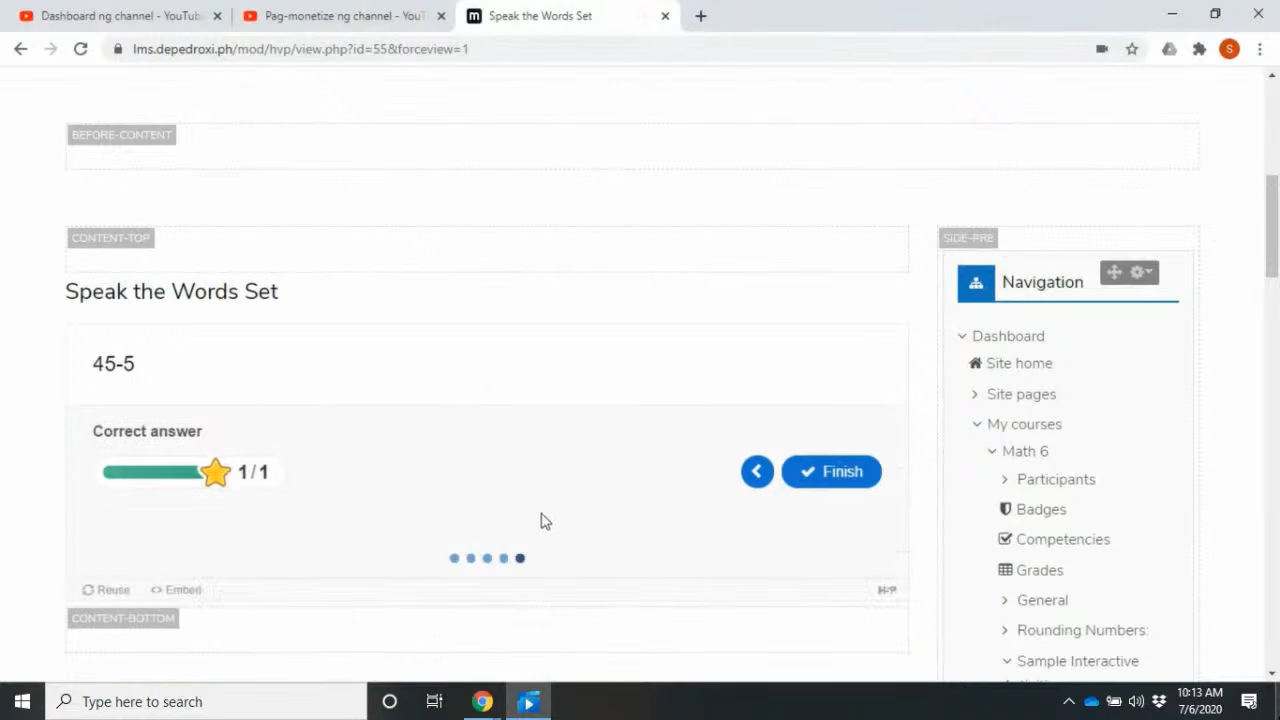 Dashboard ng channel - YouTub
Pag-monetize ng channel - YouT
Speak the Words Set
lms.depedroxi.ph/mod/hvp/view.php?id=55&forceview=1
S
BEFORE-CONTENT
CONTENT-TOP
SIDE-PRE
Speak the Words Set
Navigation
45-5
Dashboard
Site home
Site pages
My courses
Math 6
Correct answer
1/1
Finish
Participants
Badges
Competencies
Grades
General
Rounding Numbers:
Sample Interactive
Reuse
Embed
H-P
CONTENT-BOTTOM
Type here to search
10:13 AM
7/6/2020